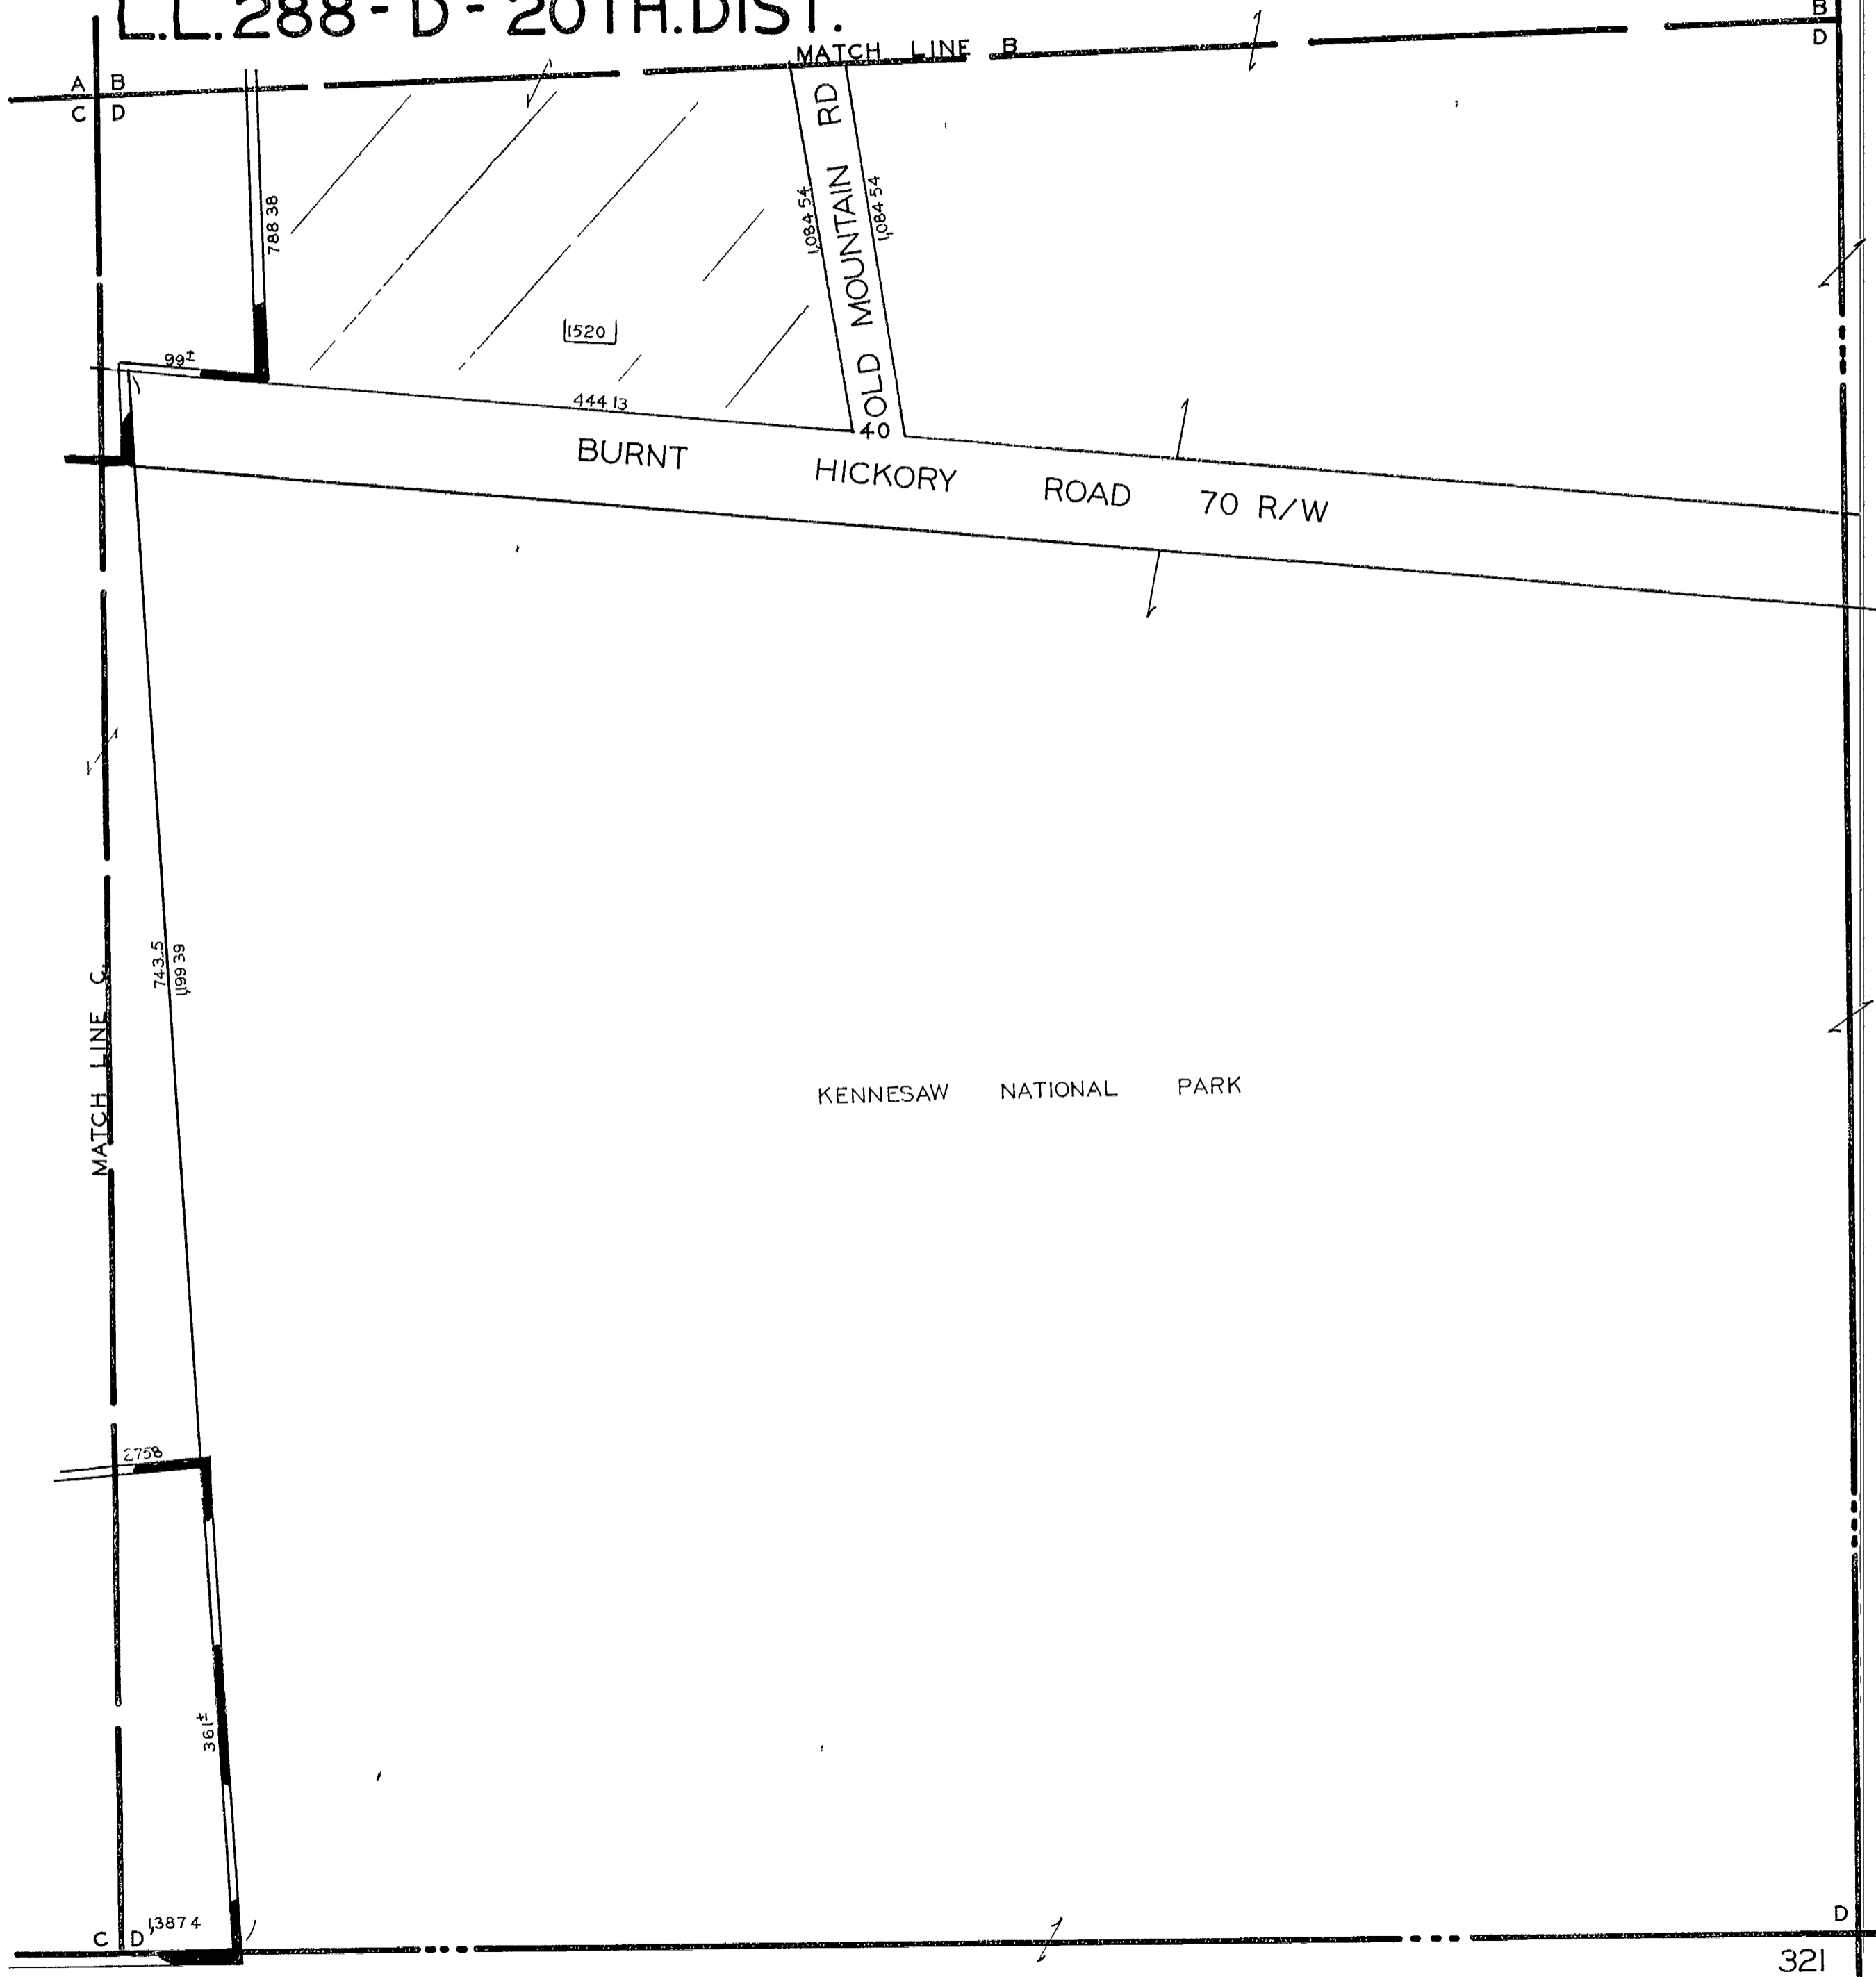 L.L. 288 - D - 20TH. DIST.
MATCH LINE B
B
D
A B
C D
OLD MOUNTAIN RD
1,084 54
1,084 54
788 38
1520
99±
444 13
40
BURNT HICKORY ROAD 70 R/W
743.5
1,199 39
MATCH LINE C.
KENNESAW NATIONAL PARK
2758
361±
C D
1,387 4
D
321